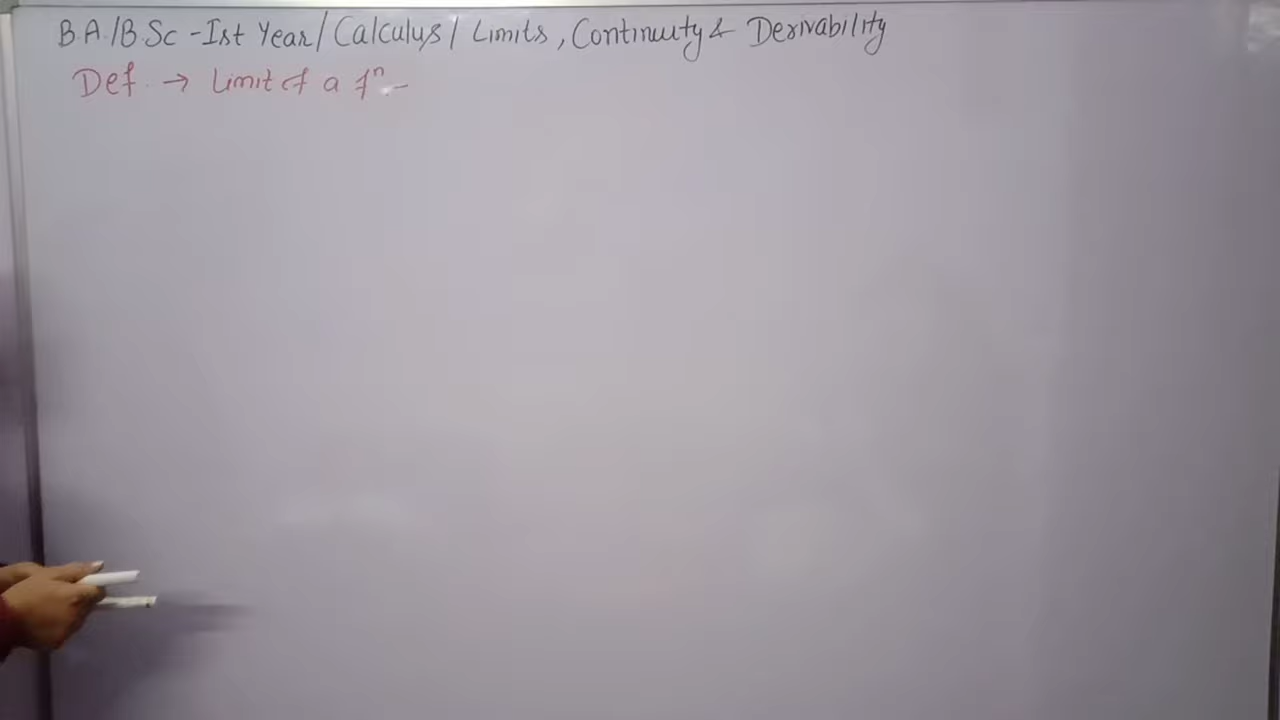 B.A./B.Sc - Ist Year / Calculus / Limits, Continuity & Derivability
Def. → Limit of a fⁿ. -